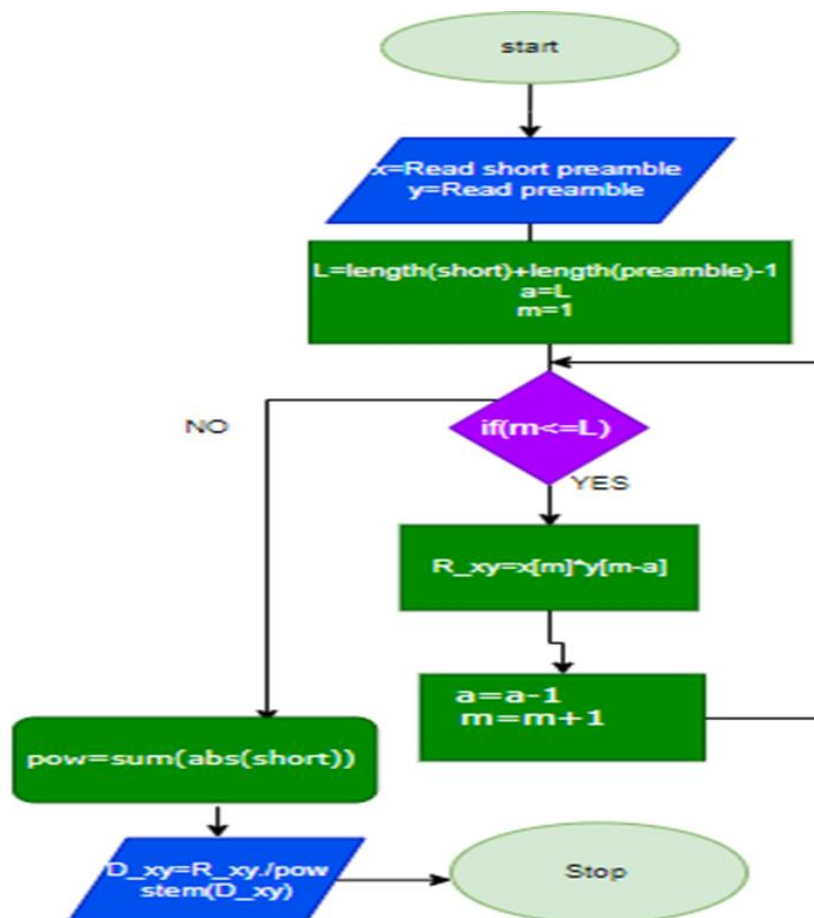 start
x=Read short preamble
y=Read preamble
L=length(short)+length(preamble)-1
a=L
m=1
if(m<=L)
NO
YES
R_xy=x[m]*y[m-a]
a=a-1
m=m+1
pow=sum(abs(short))
D_xy=R_xy./pow
stem(D_xy)
Stop